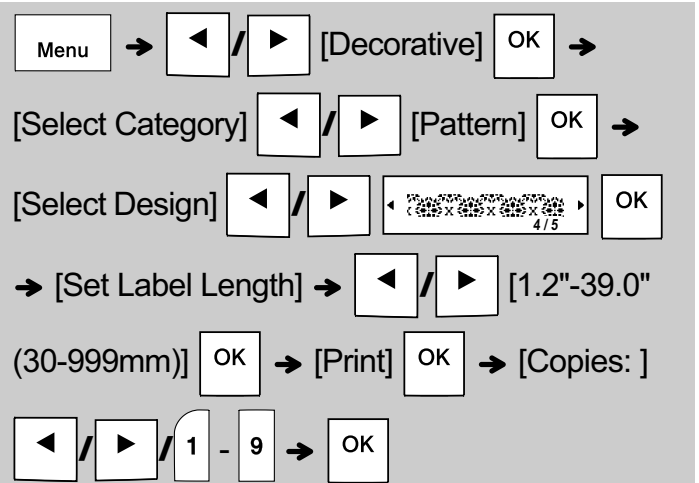 Menu → ◄ / ► [Decorative] OK →
[Select Category] ◄ / ► [Pattern] OK →
[Select Design] ◄ / ► 4/5 OK
→ [Set Label Length] → ◄ / ► [1.2"-39.0"
(30-999mm)] OK → [Print] OK → [Copies: ]
◄ / ► / 1 - 9 → OK